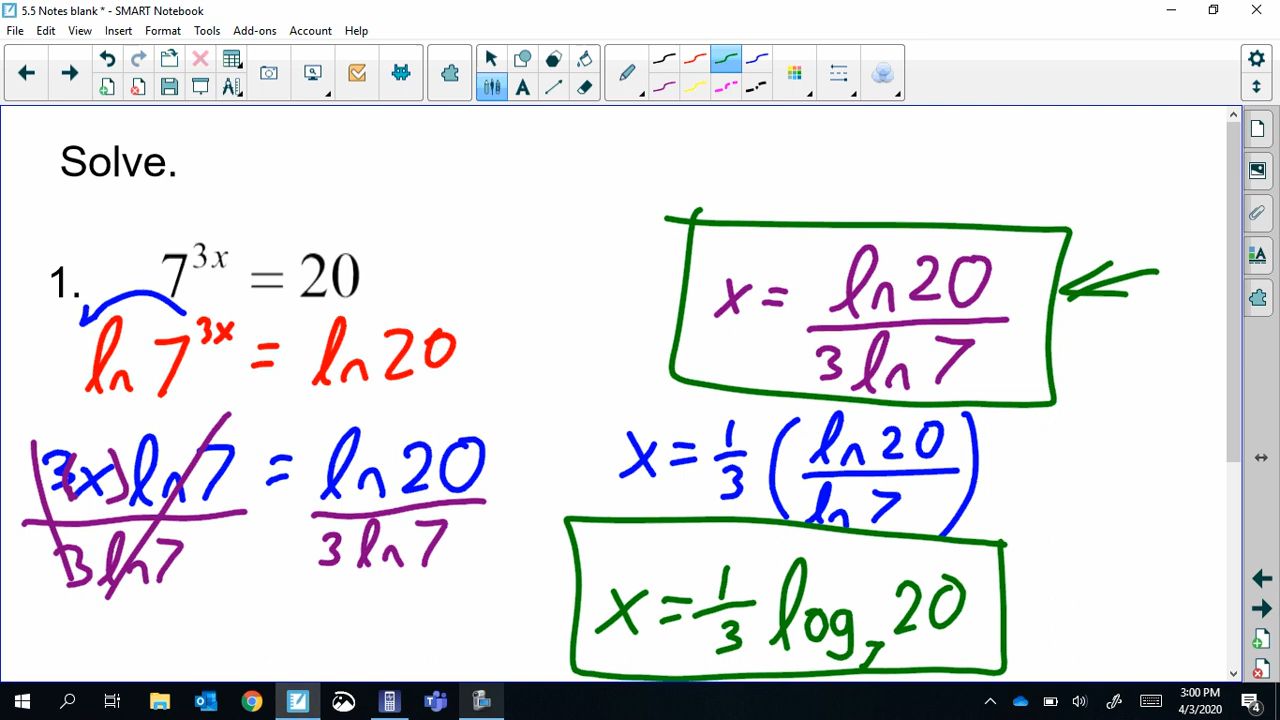 5.5 Notes blank * - SMART Notebook
File Edit View Insert Format Tools Add-ons Account Help
Solve.
1. 7^{3x} = 20
ln 7^{3x} = ln 20
(3x) ln 7 = ln 20
3 ln 7 3 ln 7
x = ln 20
3 ln 7
x = 1/3 (ln 20 / ln 7)
x = 1/3 log₇ 20
3:00 PM
4/3/2020
4